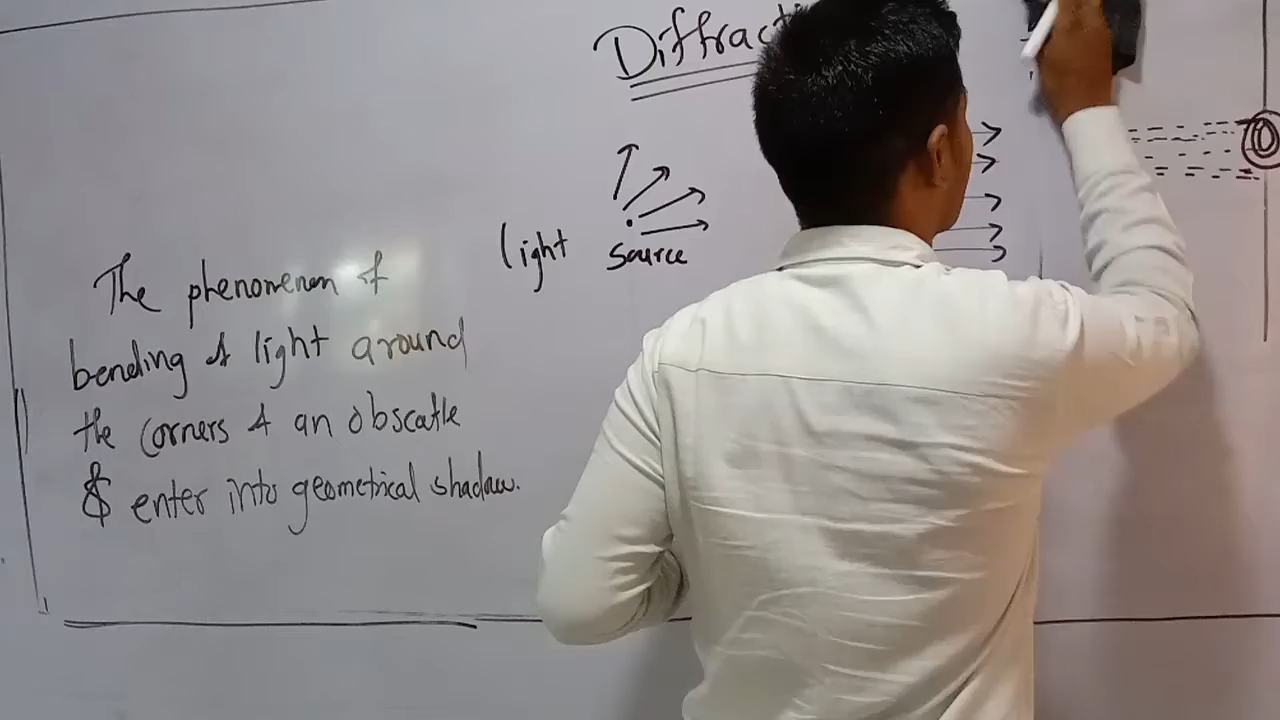 Diffract
light source
The phenomenon of
bending of light around
the corners of an obscatle
& enter into geometrical shadow.